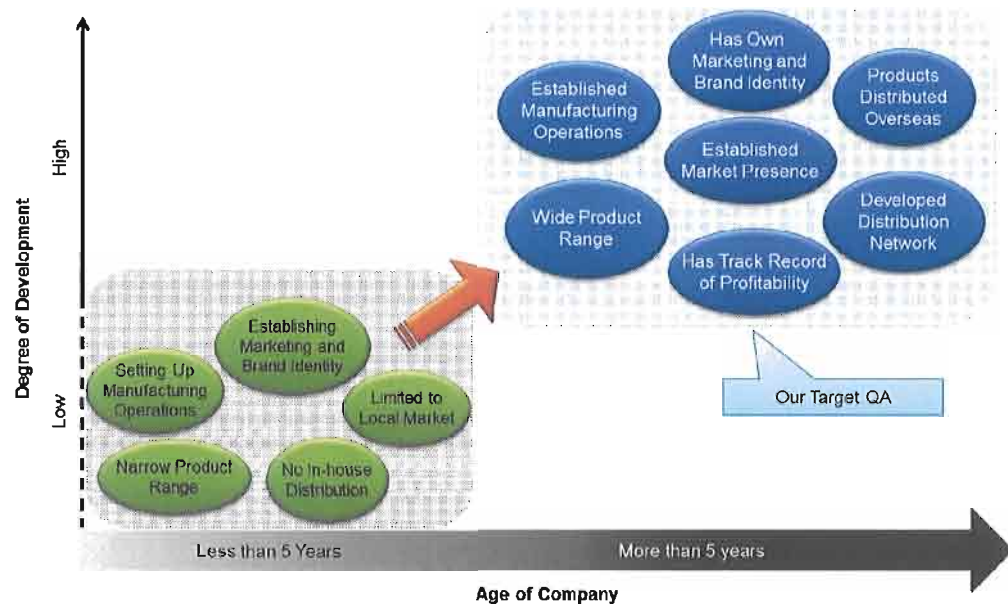 Degree of Development
High
Low
Has Own
Marketing and
Brand Identity
Established
Manufacturing
Operations
Products
Distributed
Overseas
Established
Market Presence
Wide Product
Range
Developed
Distribution
Network
Has Track Record
of Profitability
Our Target QA
Establishing
Marketing and
Brand Identity
Setting-Up
Manufacturing
Operations
Limited to
Local Market
Narrow Product
Range
No In-house
Distribution
Less than 5 Years
More than 5 years
Age of Company